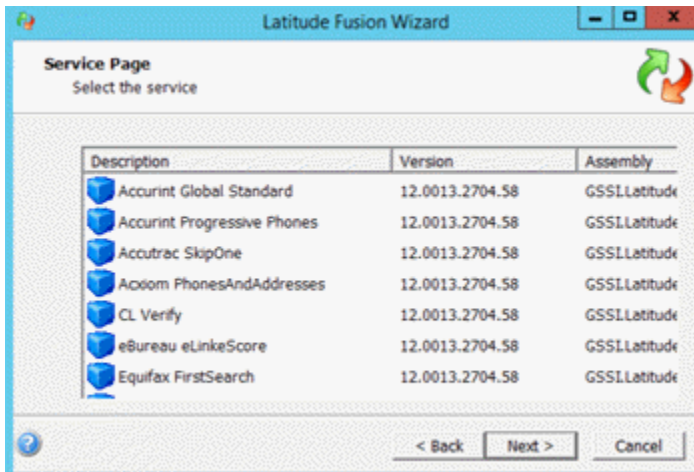 Latitude Fusion Wizard
Service Page
Select the service
Description Version Assembly
Accurint Global Standard 12.0013.2704.58 GSSI.Latitude
Accurint Progressive Phones 12.0013.2704.58 GSSI.Latitude
Accutrac SkipOne 12.0013.2704.58 GSSI.Latitude
Acxiom PhonesAndAddresses 12.0013.2704.58 GSSI.Latitude
CL Verify 12.0013.2704.58 GSSI.Latitude
eBureau eLinkeScore 12.0013.2704.58 GSSI.Latitude
Equifax FirstSearch 12.0013.2704.58 GSSI.Latitude
< Back Next > Cancel